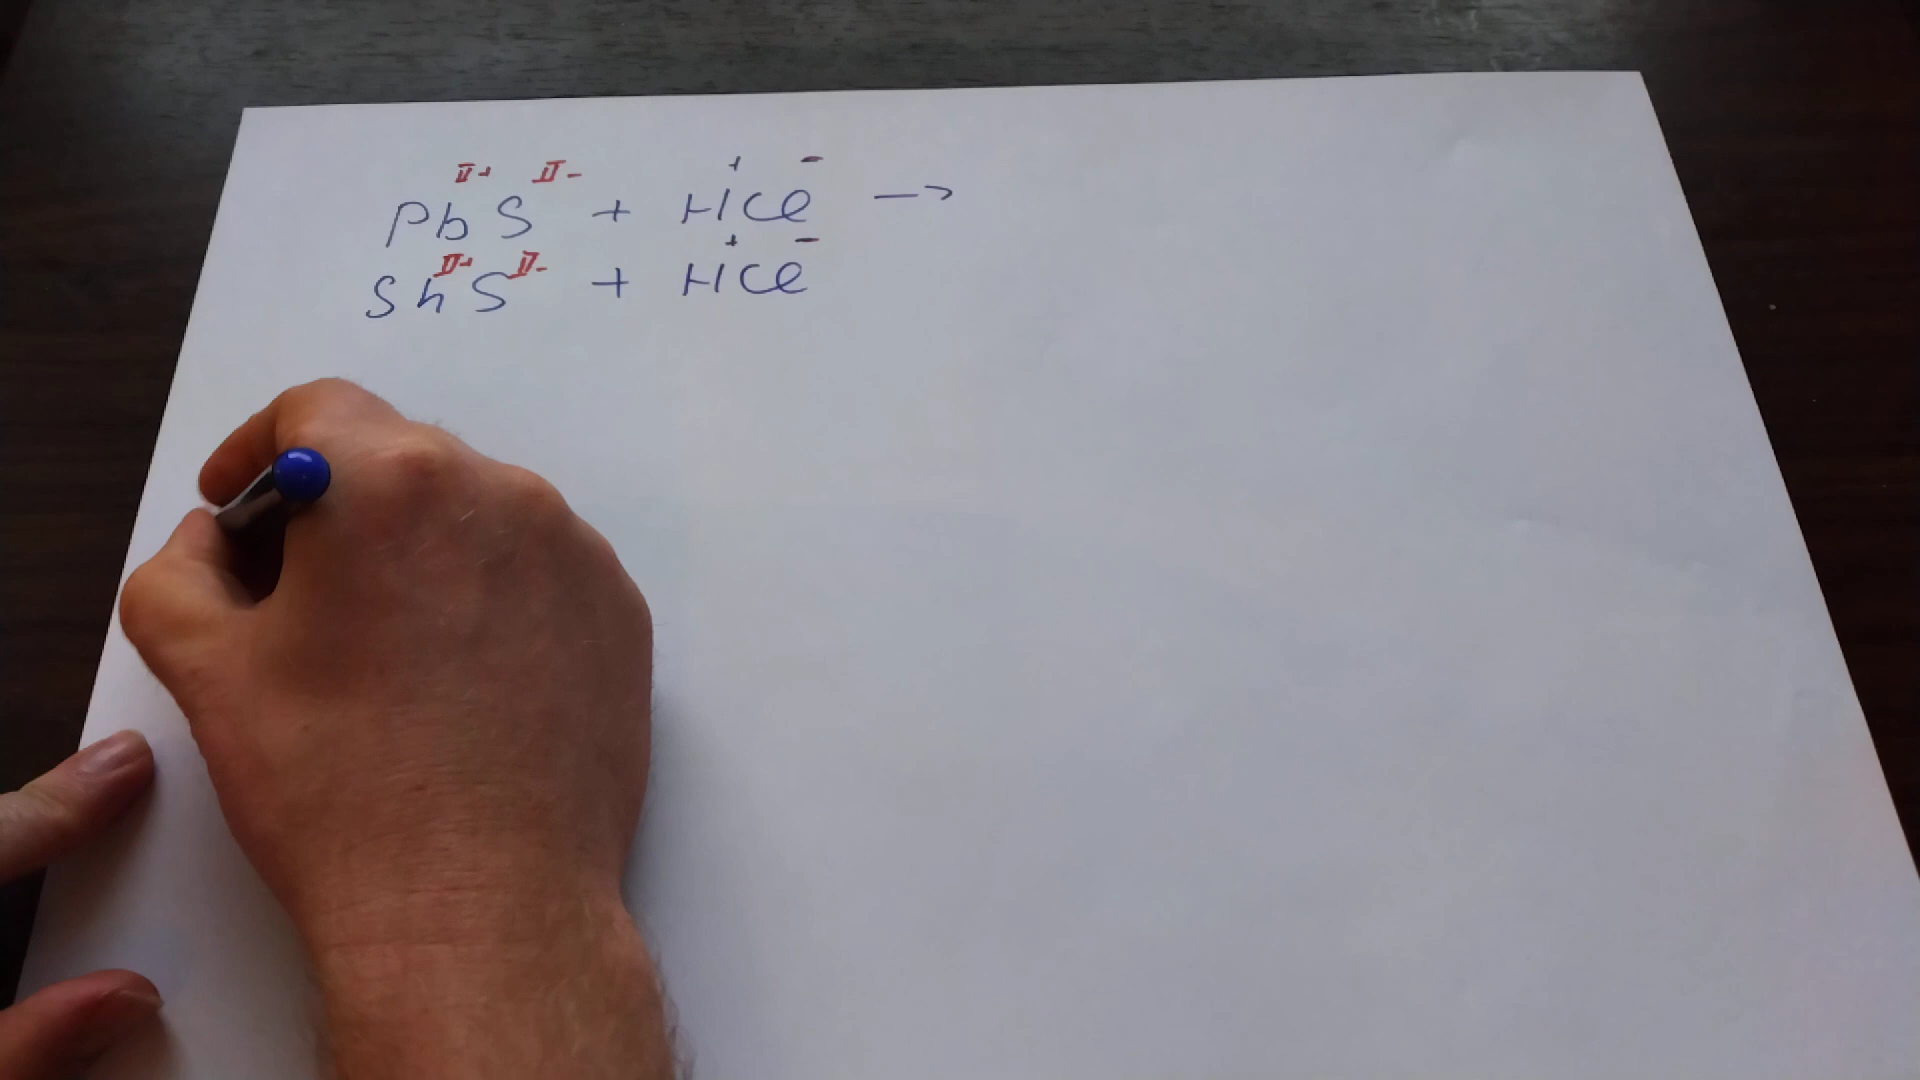 II+ II- + -
PbS + HCl →
II+ II- + -
SnS + HCl